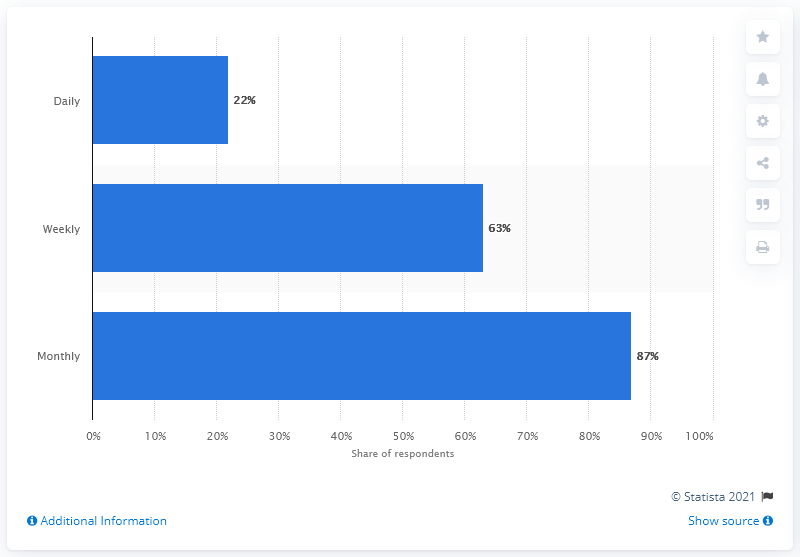 Daily
22%
Weekly
63%
Monthly
87%
0% 10% 20% 30% 40% 50% 60% 70% 80% 90% 100%
Share of respondents
© Statista 2021
Additional Information
Show source